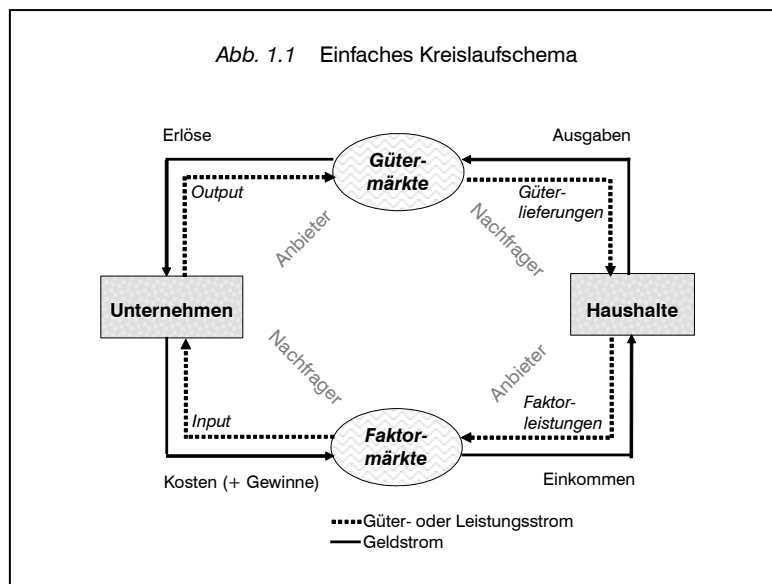 Abb. 1.1 Einfaches Kreislaufschema
Erlöse
Ausgaben
Güter-
märkte
Output
Güter-
lieferungen
Anbieter
Nachfrager
Unternehmen
Haushalte
Nachfrager
Anbieter
Input
Faktor-
märkte
Faktor-
leistungen
Kosten (+ Gewinne)
Einkommen
Güter- oder Leistungsstrom
Geldstrom